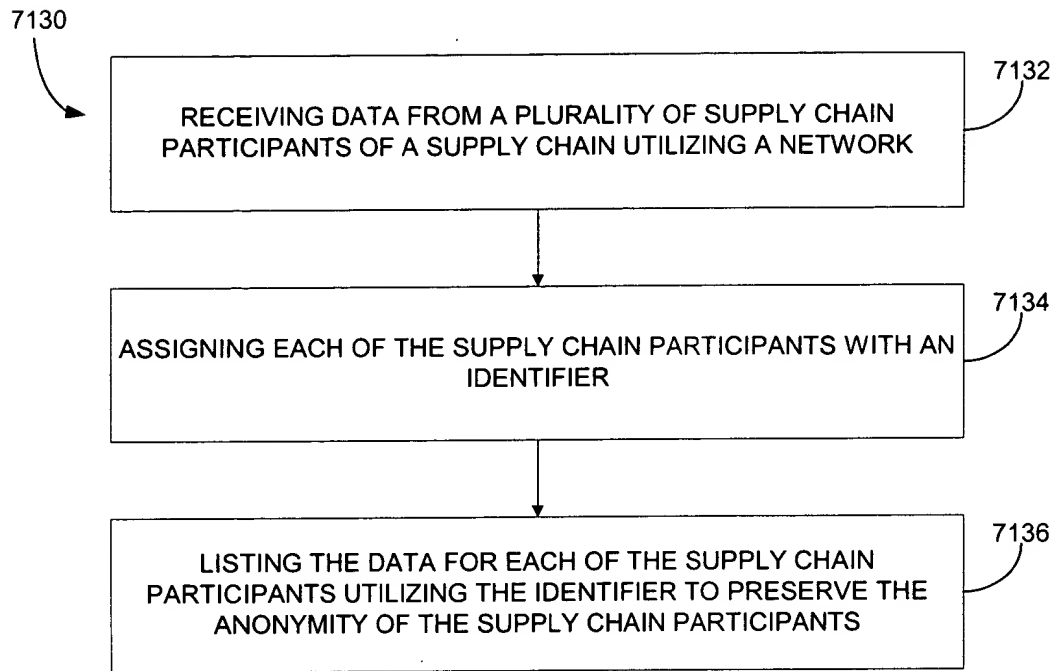 7130
7132
RECEIVING DATA FROM A PLURALITY OF SUPPLY CHAIN
PARTICIPANTS OF A SUPPLY CHAIN UTILIZING A NETWORK
7134
ASSIGNING EACH OF THE SUPPLY CHAIN PARTICIPANTS WITH AN
IDENTIFIER
7136
LISTING THE DATA FOR EACH OF THE SUPPLY CHAIN
PARTICIPANTS UTILIZING THE IDENTIFIER TO PRESERVE THE
ANONYMITY OF THE SUPPLY CHAIN PARTICIPANTS